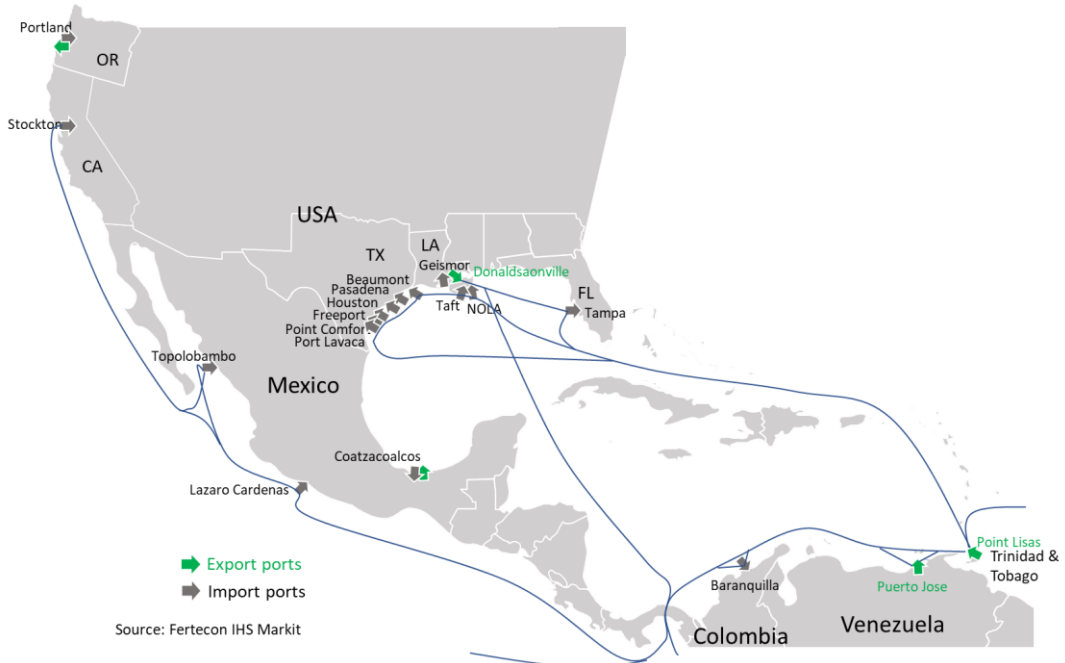 Portland
OR
Stockton
CA
USA
TX
LA
Geismor
Donaldsaonville
Beaumont
Pasadena
Houston
Freeport
Point Comfor
Port Lavaca
Taft
NOLA
FL
Tampa
Topolobambo
Mexico
Coatzacoalcos
Lazaro Cardenas
Point Lisas
Trinidad &
Tobago
Export ports
Import ports
Baranquilla
Puerto Jose
Colombia
Venezuela
Source: Fertecon IHS Markit